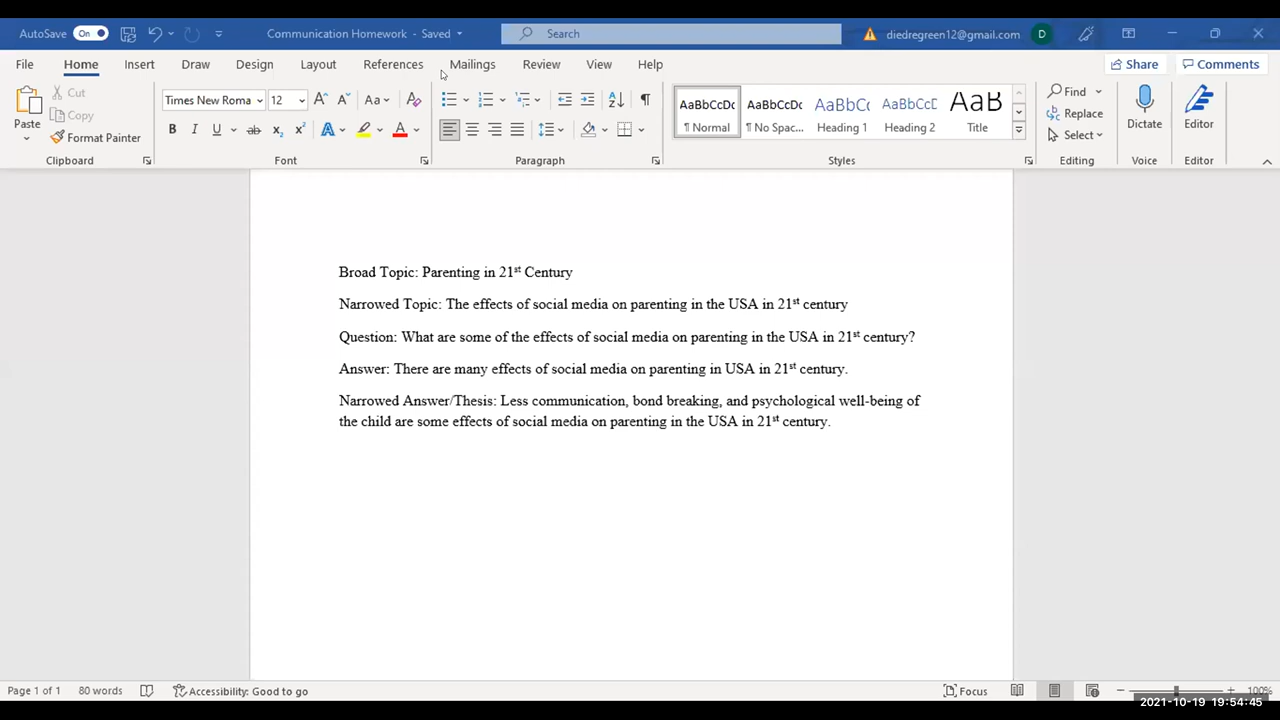 AutoSave On Communication Homework - Saved Search diedregreen12@gmail.com D
File Home Insert Draw Design Layout References Mailings Review View Help Share Comments
Paste Cut Copy Format Painter Clipboard
Times New Roma 12 Aa B I U ab x₂ x² A A Font
Paragraph
AaBbCcDc ¶ Normal AaBbCcDc ¶ No Spac... AaBbC( Heading 1 AaBbCcC Heading 2 AaB Title Styles
Find Replace Select Editing
Dictate Voice
Editor Editor
Broad Topic: Parenting in 21st Century
Narrowed Topic: The effects of social media on parenting in the USA in 21st century
Question: What are some of the effects of social media on parenting in the USA in 21st century?
Answer: There are many effects of social media on parenting in USA in 21st century.
Narrowed Answer/Thesis: Less communication, bond breaking, and psychological well-being of
the child are some effects of social media on parenting in the USA in 21st century.
Page 1 of 1 80 words Accessibility: Good to go Focus 100%
2021-10-19 19:54:45